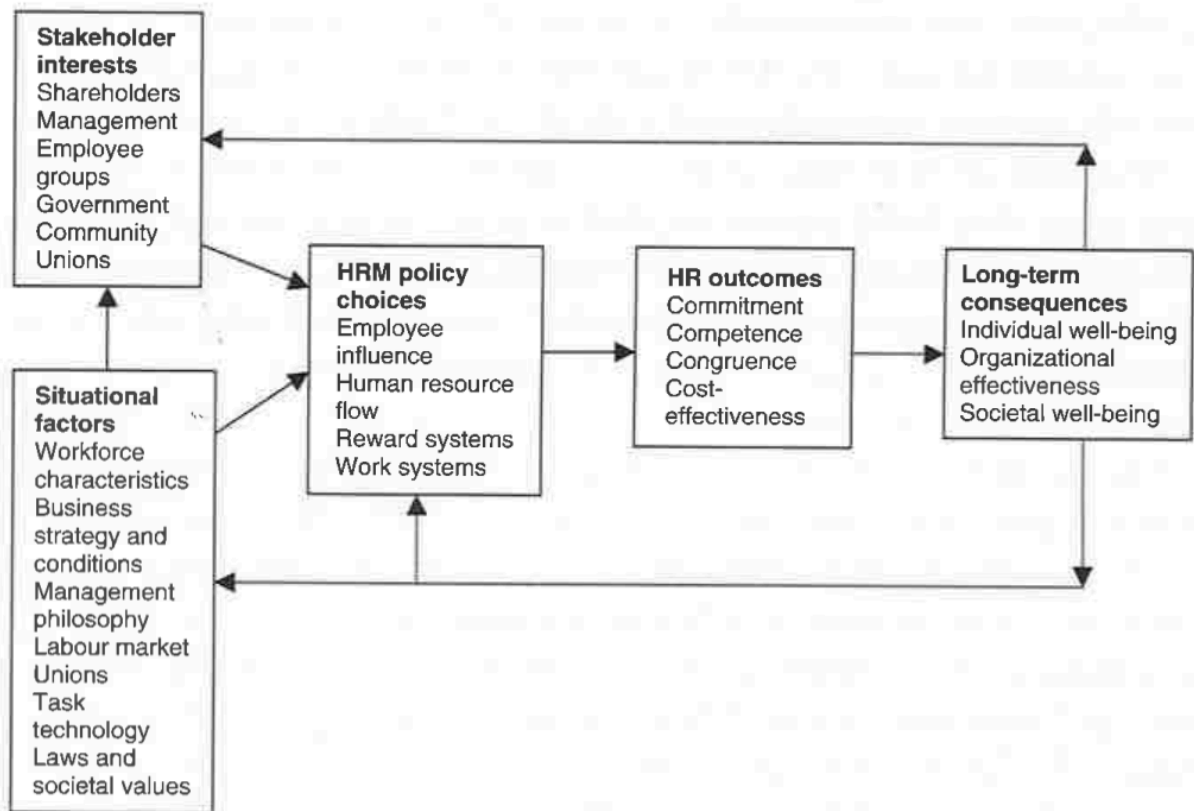 Stakeholder
interests
Shareholders
Management
Employee
groups
Government
Community
Unions
Situational
factors
Workforce
characteristics
Business
strategy and
conditions
Management
philosophy
Labour market
Unions
Task
technology
Laws and
societal values
HRM policy
choices
Employee
influence
Human resource
flow
Reward systems
Work systems
HR outcomes
Commitment
Competence
Congruence
Cost-
effectiveness
Long-term
consequences
Individual well-being
Organizational
effectiveness
Societal well-being